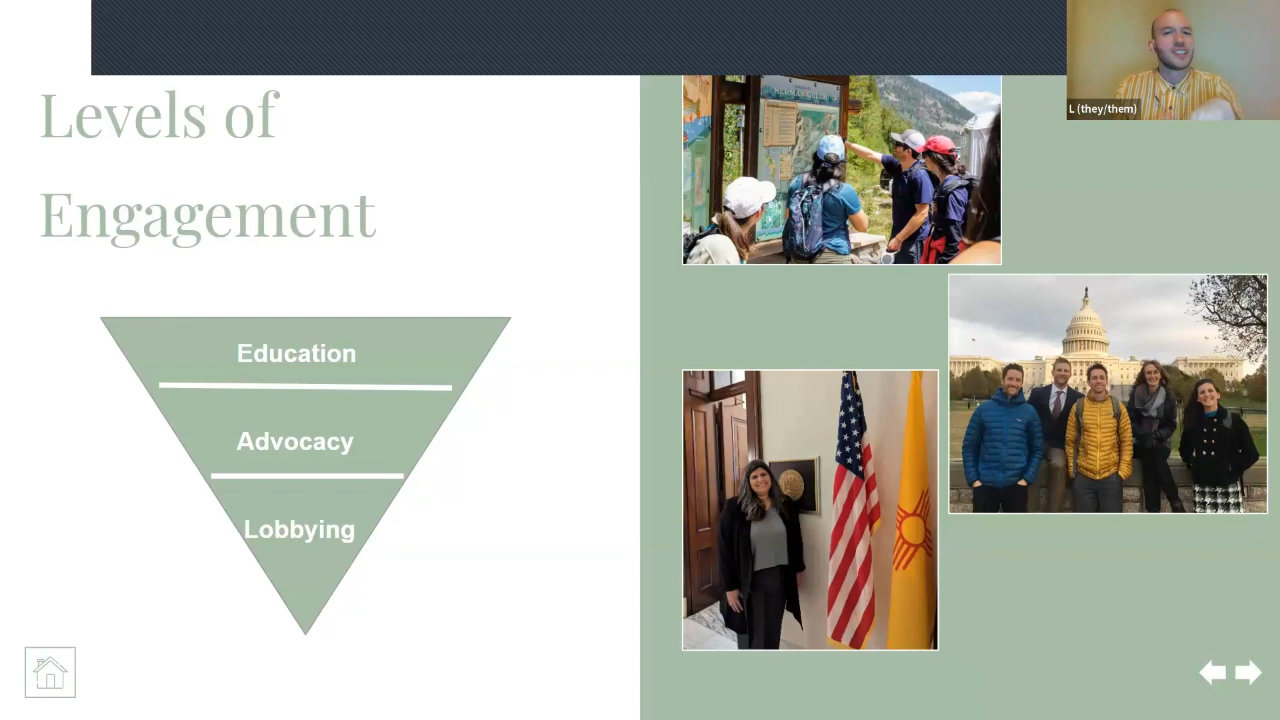 Levels of
Engagement
Education
Advocacy
Lobbying
L (they/them)